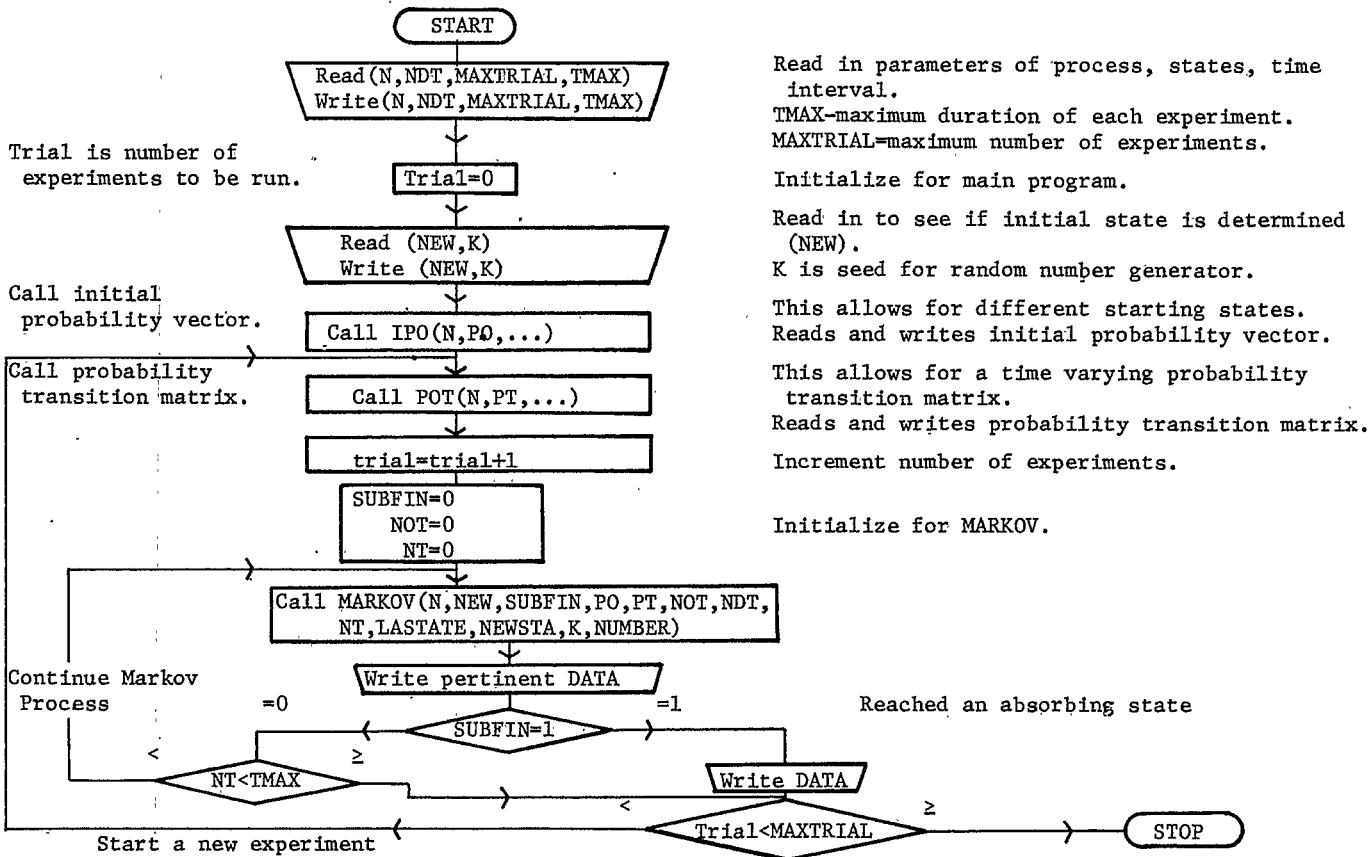 START
Read(N,NDT,MAXTRIAL,TMAX)
Write(N,NDT,MAXTRIAL,TMAX)
Read in parameters of process, states, time
interval.
TMAX-maximum duration of each experiment.
MAXTRIAL=maximum number of experiments.
Trial is number of
experiments to be run.
Trial=0
Initialize for main program.
Read (NEW,K)
Write (NEW,K)
Read in to see if initial state is determined
(NEW).
K is seed for random number generator.
Call initial
probability vector.
Call IPO(N,PO,...)
This allows for different starting states.
Reads and writes initial probability vector.
Call probability
transition matrix.
Call POT(N,PT,...)
This allows for a time varying probability
transition matrix.
Reads and writes probability transition matrix.
trial=trial+1
Increment number of experiments.
SUBFIN=0
NOT=0
NT=0
Initialize for MARKOV.
Call MARKOV(N,NEW,SUBFIN,PO,PT,NOT,NDT,
NT,LASTATE,NEWSTA,K,NUMBER)
Write pertinent DATA
Continue Markov
Process
=0
=1
Reached an absorbing state
SUBFIN=1
<
≥
NT<TMAX
Write DATA
<
≥
Trial<MAXTRIAL
STOP
Start a new experiment